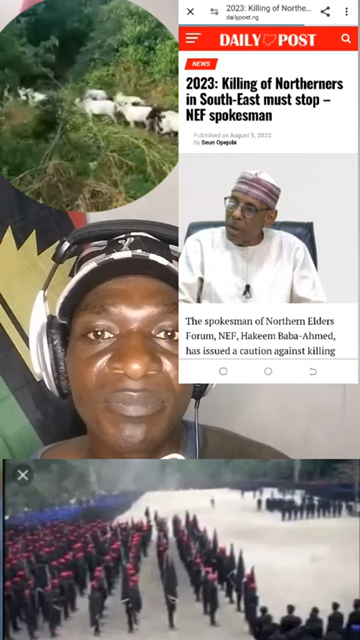 2023: Killing of Northe...
dailypost.ng
DAILY POST
NEWS
2023: Killing of Northerners
in South-East must stop –
NEF spokesman
Published on August 5, 2022
By Seun Opejobi
The spokesman of Northern Elders
Forum, NEF, Hakeem Baba-Ahmed,
has issued a caution against killing